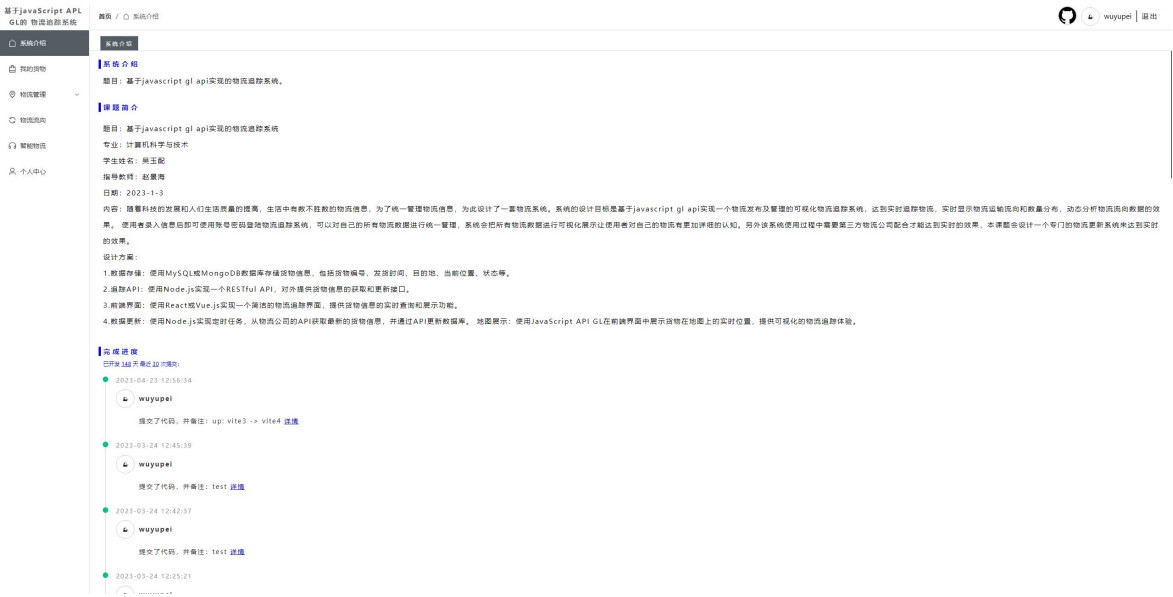 基于javaScript APL
GL的 物流追踪系统
首页 / 系统介绍
wuyupei | 退出
系统介绍
我的货物
物流管理
物流流向
智能物流
个人中心
系统介绍
系统介绍
题目：基于javascript gl api实现的物流追踪系统。
课题简介
题目：基于javascript gl api实现的物流追踪系统
专业：计算机科学与技术
学生姓名：吴玉配
指导教师：赵景海
日期：2023-1-3
内容：随着科技的发展和人们生活质量的提高，生活中有数不胜数的物流信息，为了统一管理物流信息，为此设计了一套物流系统。系统的设计目标是基于javascript gl api实现一个物流发布及管理的可视化物流追踪系统，达到实时追踪物流，实时显示物流运输流向和数量分布，动态分析物流流向数据的效
果。 使用者录入信息后即可使用账号密码登陆物流追踪系统，可以对自己的所有物流数据进行统一管理，系统会把所有物流数据进行可视化展示让使用者对自己的物流有更加详细的认知。另外该系统使用过程中需要第三方物流公司配合才能达到实时的效果，本课题会设计一个专门的物流更新系统来达到实时
的效果。
设计方案：
1.数据存储：使用MySQL或MongoDB数据库存储货物信息，包括货物编号、发货时间、目的地、当前位置、状态等。
2.追踪API：使用Node.js实现一个RESTful API，对外提供货物信息的获取和更新接口。
3.前端界面：使用React或Vue.js实现一个简洁的物流追踪界面，提供货物信息的实时查询和展示功能。
4.数据更新：使用Node.js实现定时任务，从物流公司的API获取最新的货物信息，并通过API更新数据库。 地图展示：使用JavaScript API GL在前端界面中展示货物在地图上的实时位置，提供可视化的物流追踪体验。
完成进度
已开发 148 天 最近 10 次提交：
2023-04-23 12:56:34
wuyupei
提交了代码，并备注：up: vite3 -> vite4 详情
2023-03-24 12:45:39
wuyupei
提交了代码，并备注：test 详情
2023-03-24 12:42:37
wuyupei
提交了代码，并备注：test 详情
2023-03-24 12:25:21